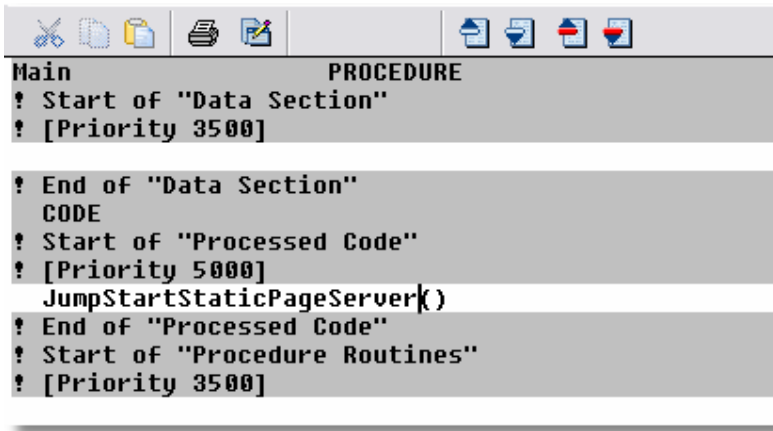 Main PROCEDURE
! Start of "Data Section"
! [Priority 3500]
! End of "Data Section"
CODE
! Start of "Processed Code"
! [Priority 5000]
JumpStartStaticPageServer()
! End of "Processed Code"
! Start of "Procedure Routines"
! [Priority 3500]